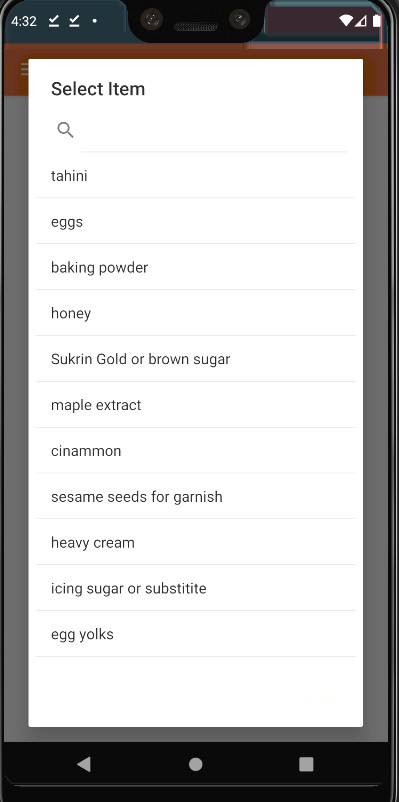 4:32
Select Item
tahini
eggs
baking powder
honey
Sukrin Gold or brown sugar
maple extract
cinammon
sesame seeds for garnish
heavy cream
icing sugar or substitite
egg yolks